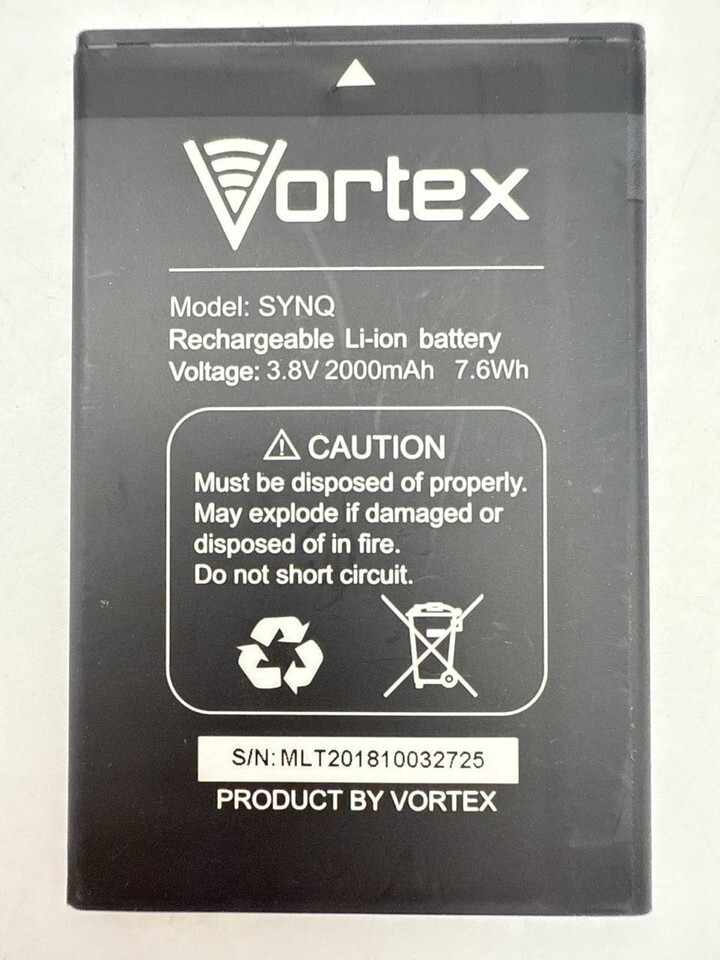 Vortex
Model: SYNQ
Rechargeable Li-ion battery
Voltage: 3.8V 2000mAh 7.6Wh
CAUTION
Must be disposed of properly.
May explode if damaged or
disposed of in fire.
Do not short circuit.
S/N: MLT201810032725
PRODUCT BY VORTEX